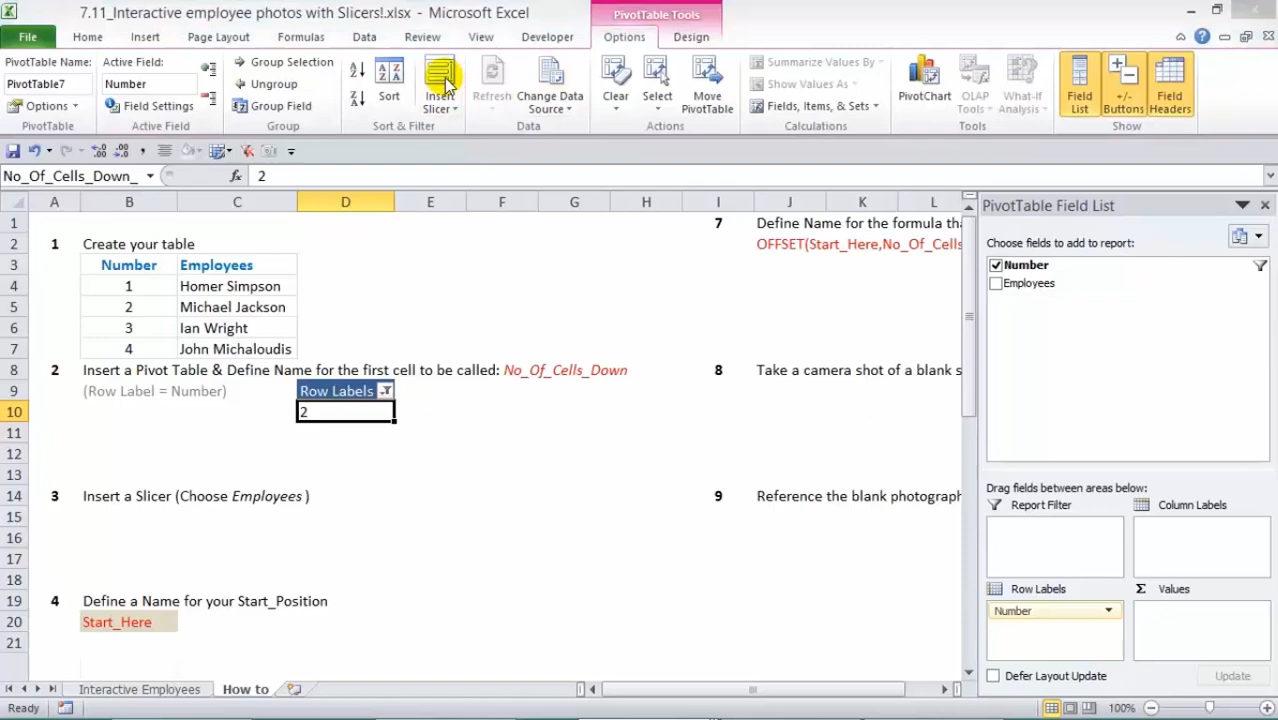 7.11_Interactive employee photos with Slicers!.xlsx - Microsoft Excel
PivotTable Tools
File Home Insert Page Layout Formulas Data Review View Developer Options Design
PivotTable Name:
PivotTable7
Options
PivotTable
Active Field:
Number
Field Settings
Active Field
Group Selection
Ungroup
Group Field
Group
Sort
Insert
Slicer
Sort & Filter
Refresh
Change Data
Source
Data
Clear
Select
Move
PivotTable
Actions
Summarize Values By
Show Values As
Fields, Items, & Sets
Calculations
PivotChart
OLAP
Tools
What-If
Analysis
Tools
Field
List
+/-
Buttons
Field
Headers
Show
No_Of_Cells_Down_ fx 2
A B C D E F G H I J K L
1 7 Define Name for the formula tha
2 1 Create your table OFFSET(Start_Here,No_Of_Cells
3 Number Employees
4 1 Homer Simpson
5 2 Michael Jackson
6 3 Ian Wright
7 4 John Michaloudis
8 2 Insert a Pivot Table & Define Name for the first cell to be called: No_Of_Cells_Down 8 Take a camera shot of a blank s
9 (Row Label = Number) Row Labels
10 2
11
12
13
14 3 Insert a Slicer (Choose Employees ) 9 Reference the blank photograph
15
16
17
18
19 4 Define a Name for your Start_Position
20 Start_Here
21
PivotTable Field List
Choose fields to add to report:
Number
Employees
Drag fields between areas below:
Report Filter Column Labels
Row Labels Σ Values
Number
Defer Layout Update Update
Interactive Employees How to
Ready 100%